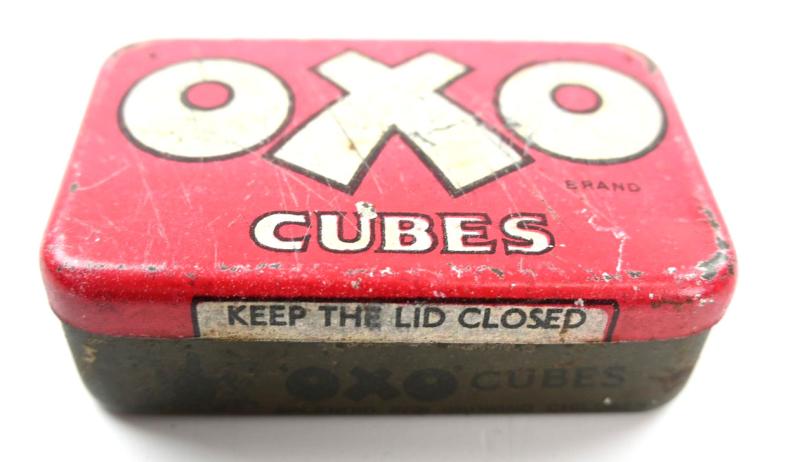 OXO
BRAND
CUBES
KEEP THE LID CLOSED
OXO CUBES